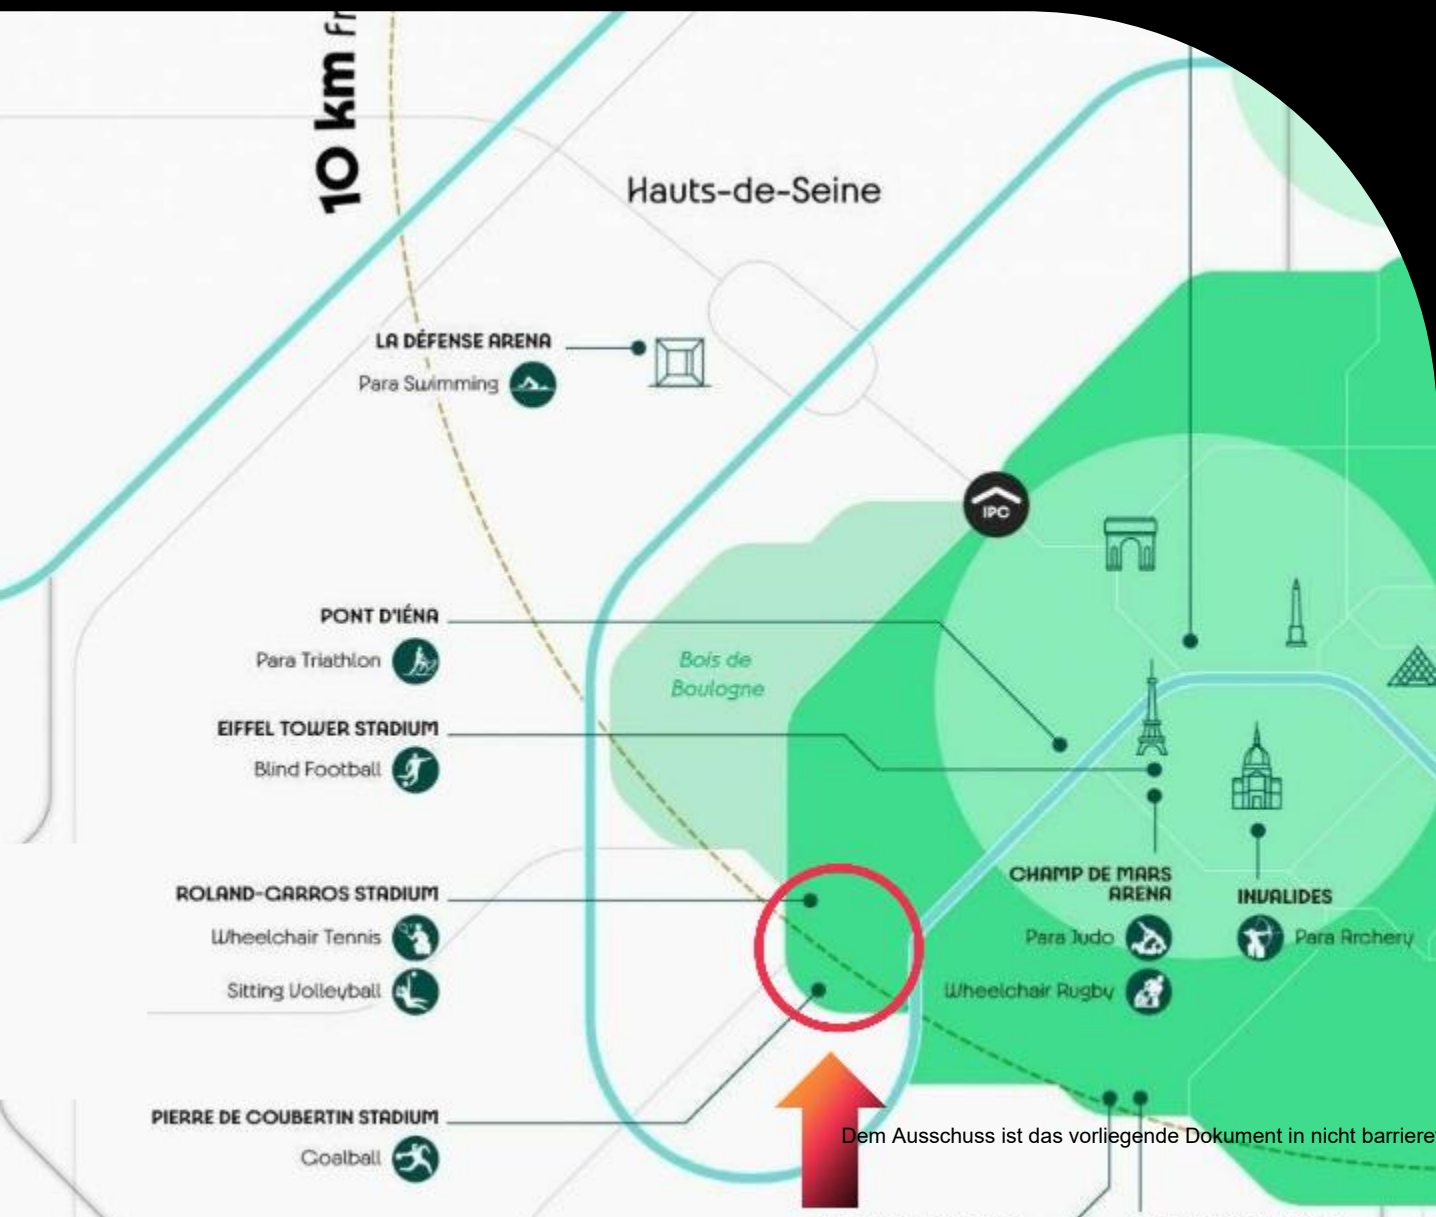 10 km fr
Hauts-de-Seine
LA DÉFENSE ARENA
Para Swimming
IPC
PONT D'IÉNA
Para Triathlon
Bois de
Boulogne
EIFFEL TOWER STADIUM
Blind Football
ROLAND-GARROS STADIUM
Wheelchair Tennis
Sitting Volleyball
CHAMP DE MARS
ARENA
Para Judo
Wheelchair Rugby
INVALIDES
Para Archery
PIERRE DE COUBERTIN STADIUM
Goalball
Dem Ausschuss ist das vorliegende Dokument in nicht barriere